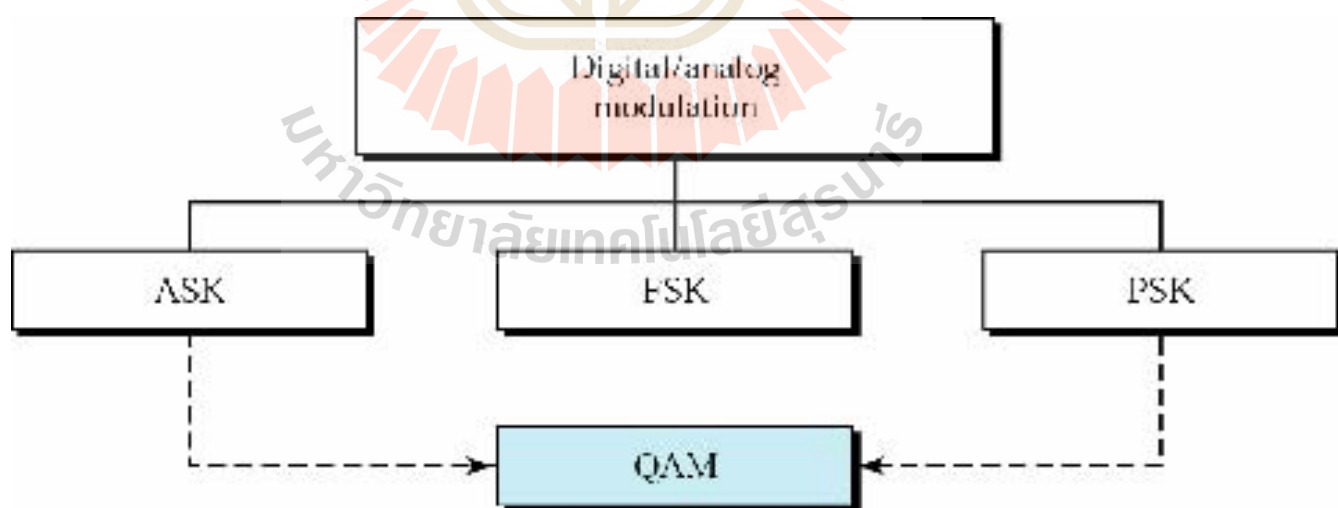 Digital/analog
modulation
มหาวิทยาลัยเทคโนโลยีสุรนารี
ASK
FSK
PSK
QAM